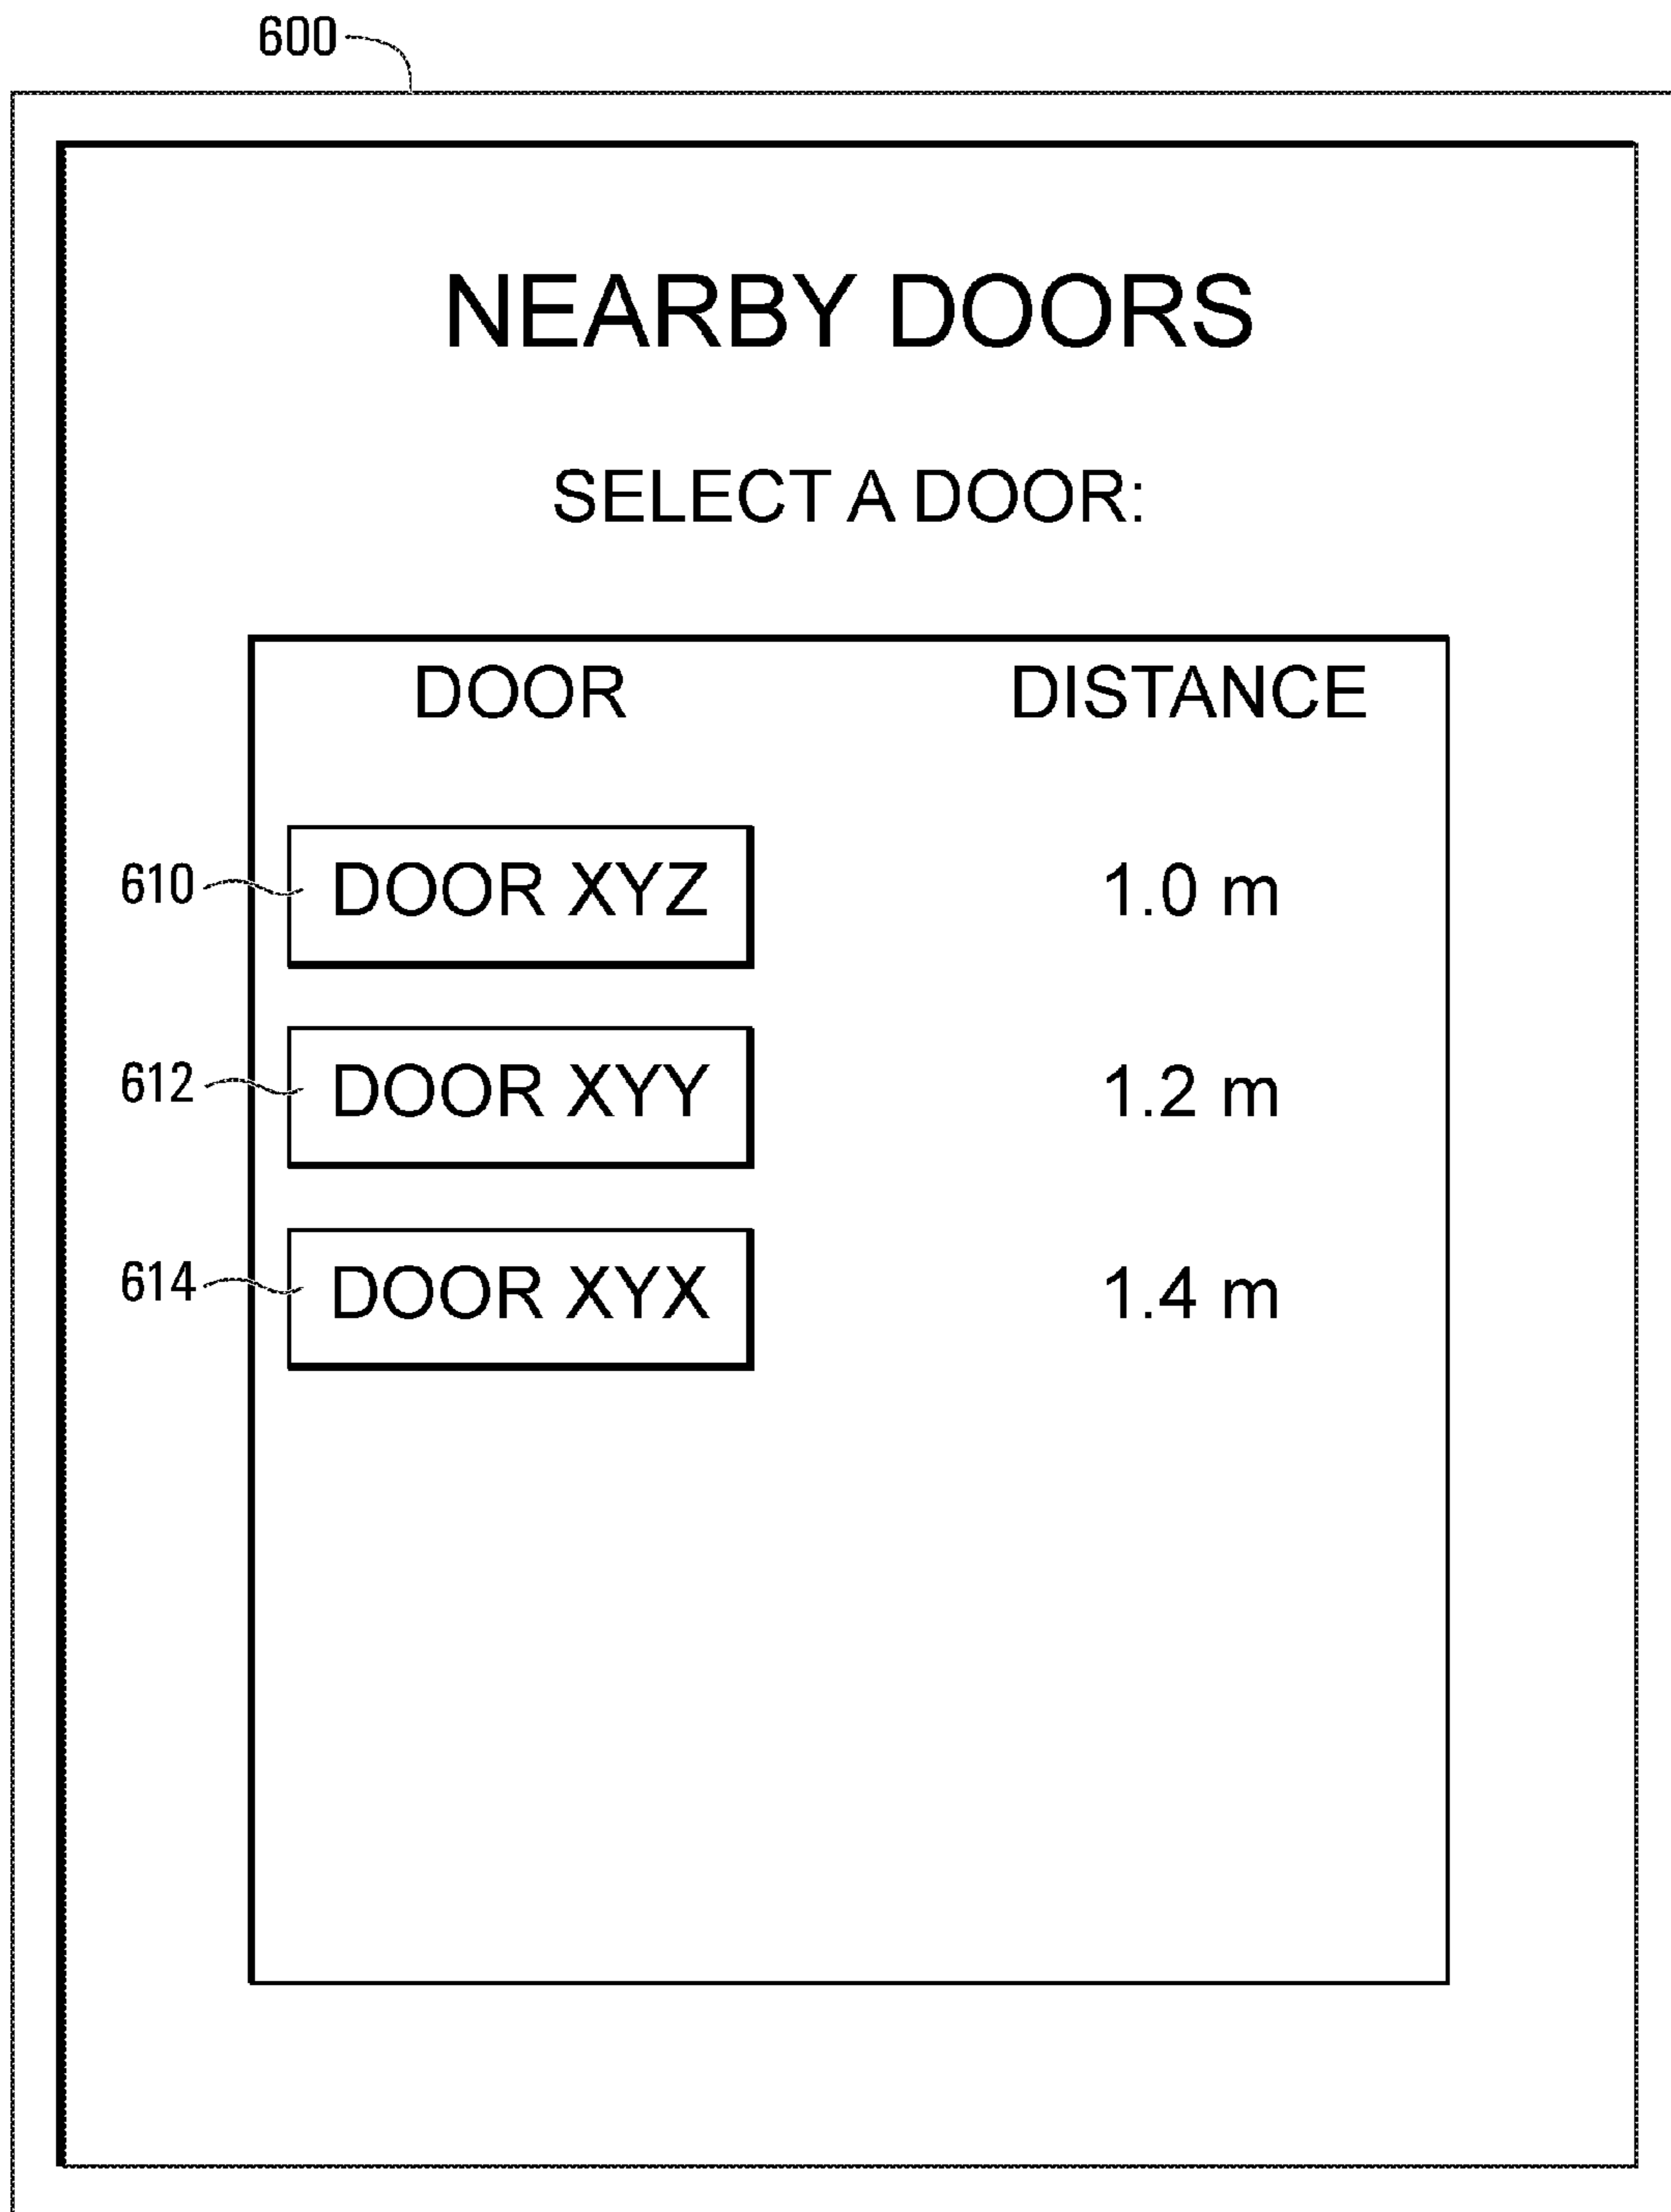 600
NEARBY DOORS
SELECT A DOOR:
DOOR DISTANCE
610 DOOR XYZ 1.0 m
612 DOOR XYY 1.2 m
614 DOOR XYX 1.4 m